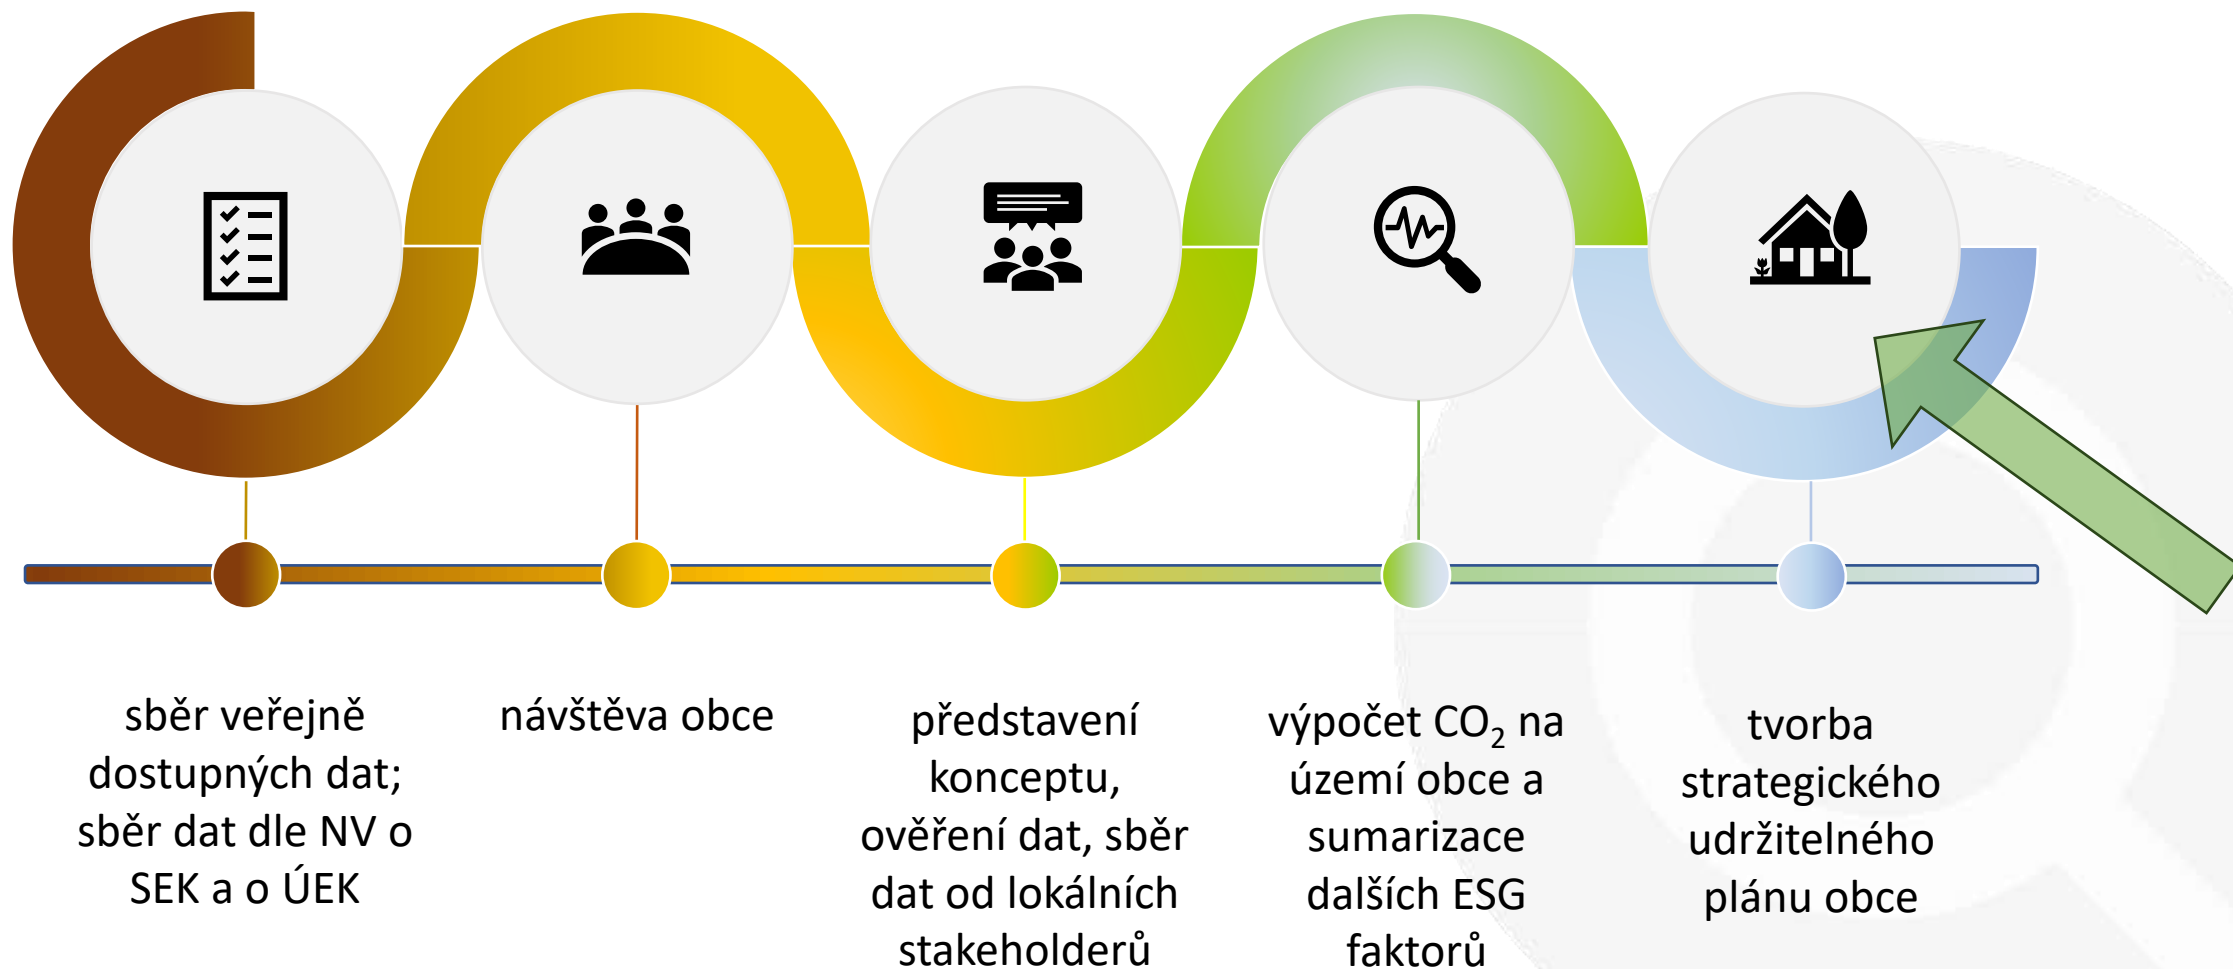 sběr veřejně
dostupných dat;
sběr dat dle NV o
SEK a o ÚEK
návštěva obce
představení
konceptu,
ověření dat, sběr
dat od lokálních
stakeholderů
výpočet CO₂ na
území obce a
sumarizace
dalších ESG
faktorů
tvorba
strategického
udržitelného
plánu obce